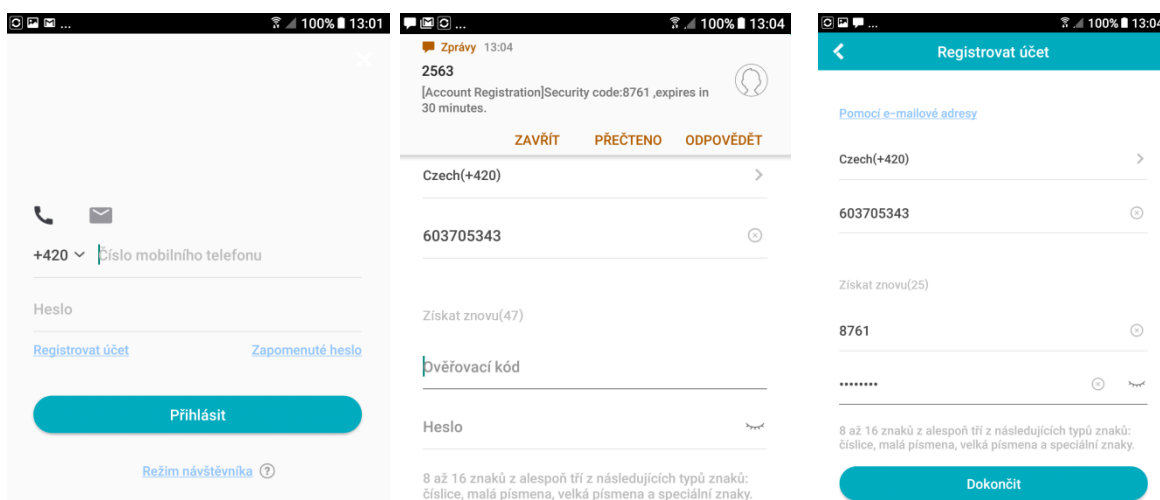 ... 100% 13:01
+420 Číslo mobilního telefonu
Heslo
Registrovat účet Zapomenuté heslo
Přihlásit
Režim návštěvníka ?
... 100% 13:04
Zprávy 13:04
2563
[Account Registration]Security code:8761 ,expires in
30 minutes.
ZAVŘÍT PŘEČTENO ODPOVĚDĚT
Czech(+420)
603705343
Získat znovu(47)
Ověřovací kód
Heslo
8 až 16 znaků z alespoň tří z následujících typů znaků:
číslice, malá písmena, velká písmena a speciální znaky.
... 100% 13:04
Registrovat účet
Pomocí e-mailové adresy
Czech(+420)
603705343
Získat znovu(25)
8761
••••••••
8 až 16 znaků z alespoň tří z následujících typů znaků:
číslice, malá písmena, velká písmena a speciální znaky.
Dokončit